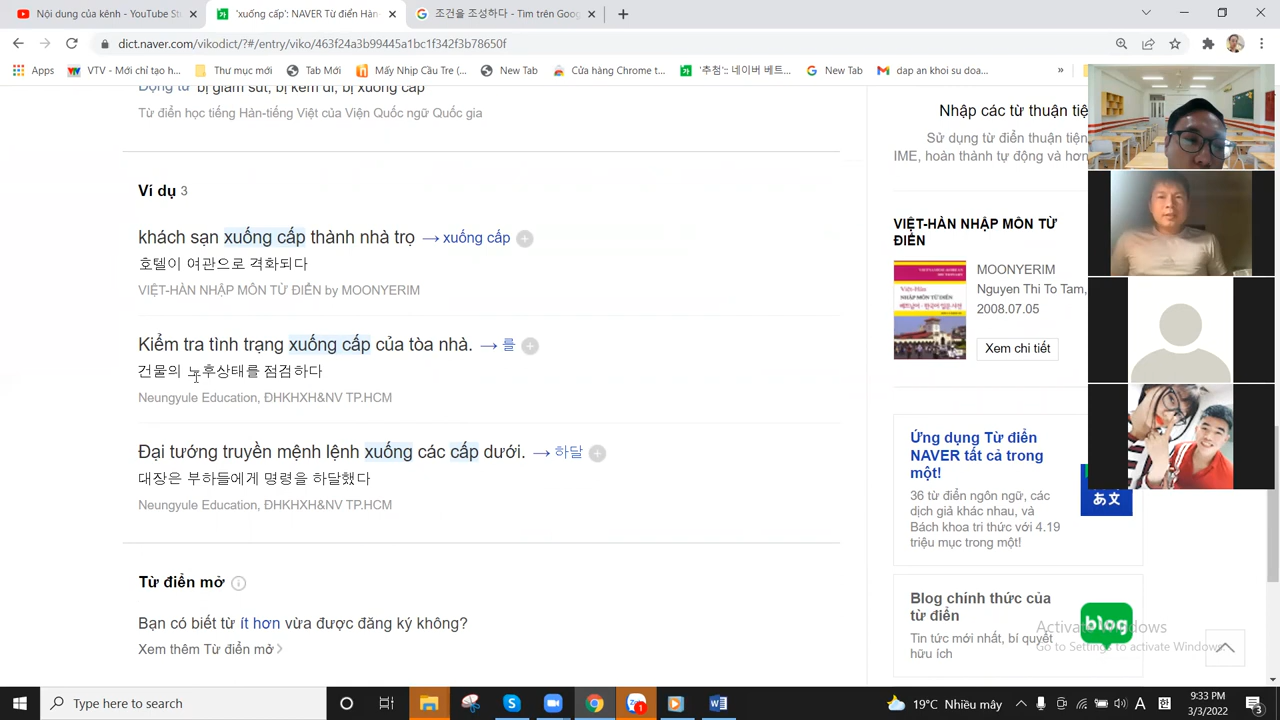 Nội dung của kênh - YouTube St
'xuống cấp': NAVER Từ điển Hàn-
조건을 조성하다 - Tìm trên Goog
dict.naver.com/vikodict/?#/entry/viko/463f24a3b99445a1bc1f342f3b78650f
Apps
VTV - Mới chỉ tạo h...
Thư mục mới
Tab Mới
Mấy Nhịp Cầu Tre (...
New Tab
Cửa hàng Chrome t...
'추첨':: 네이버 베트...
New Tab
dap an khoi su doa...
»
Động từ bị giảm sút, bị kém đi, bị xuống cấp
Từ điển học tiếng Hàn-tiếng Việt của Viện Quốc ngữ Quốc gia
Ví dụ 3
khách sạn xuống cấp thành nhà trọ → xuống cấp
호텔이 여관으로 격화되다
VIỆT-HÀN NHẬP MÔN TỪ ĐIỂN by MOONYERIM
Kiểm tra tình trạng xuống cấp của tòa nhà. → 를
건물의 노후상태를 점검하다
Neungyule Education, ĐHKHXH&NV TP.HCM
Đại tướng truyền mệnh lệnh xuống các cấp dưới. → 하달
대장은 부하들에게 명령을 하달했다
Neungyule Education, ĐHKHXH&NV TP.HCM
Từ điển mở
Bạn có biết từ ít hơn vừa được đăng ký không?
Xem thêm Từ điển mở
Nhập các từ thuận tiệ
Sử dụng từ điển thuận tiện
IME, hoàn thành tự động và hơn
VIỆT-HÀN NHẬP MÔN TỪ
ĐIỂN
MOONYERIM
Nguyen Thi To Tam,
2008.07.05
Xem chi tiết
Việt-Hàn
NHẬP MÔN TỪ ĐIỂN
Ứng dụng Từ điển
NAVER tất cả trong
một!
36 từ điển ngôn ngữ, các
dịch giả khác nhau, và
Bách khoa tri thức với 4.19
triệu mục trong một!
あ文
Blog chính thức của
từ điển
Tin tức mới nhất, bí quyết
hữu ích
blog
Activate Windows
Go to Settings to activate Windows.
Type here to search
1
19°C Nhiều mây
A
한
9:33 PM
3/3/2022
3